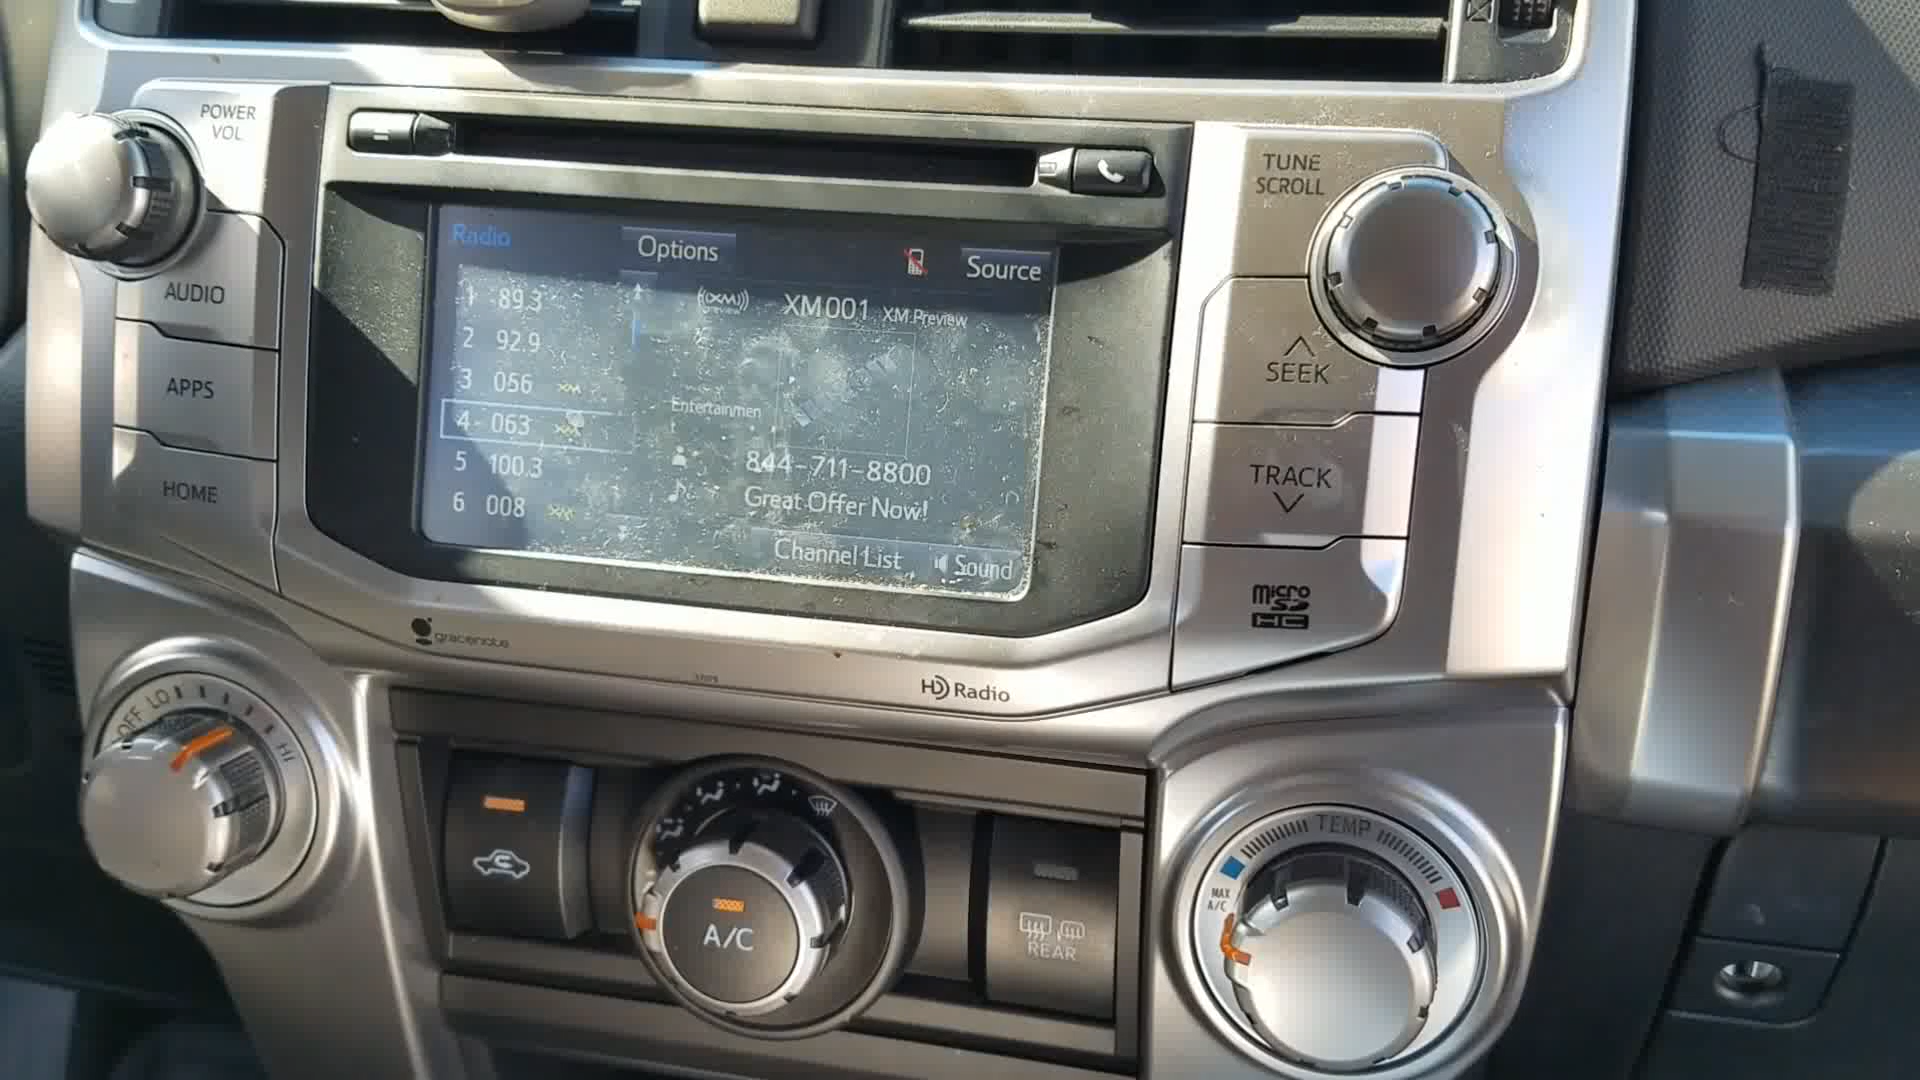 POWER
VOL
AUDIO
APPS
HOME
Radio
Options
Source
1 89.3
2 92.9
3 056 XM
4 063
5 100.3
6 008
XM
XM001 XM Preview
Entertainmen
844-711-8800
Great Offer Now!
Channel List
Sound
TUNE
SCROLL
SEEK
TRACK
micro
SD
HC
gracenote
HD Radio
OFF LO HI
A/C
REAR
TEMP
MAX
A/C